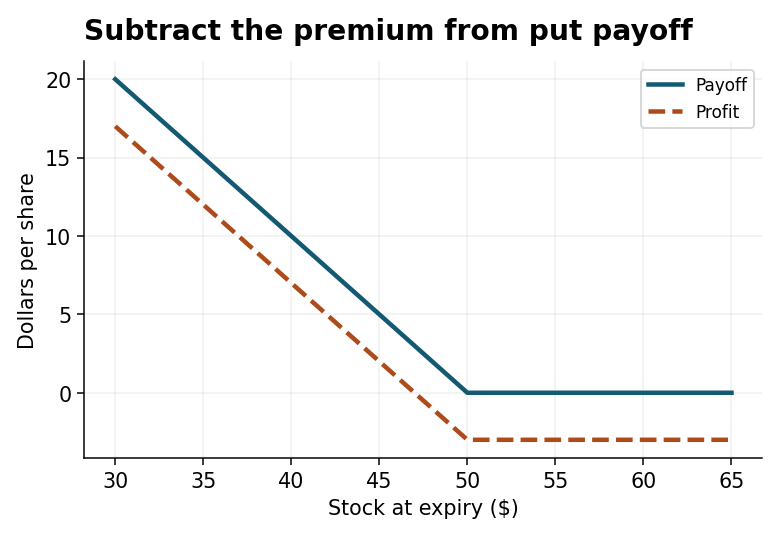 Subtract the premium from put payoff
Payoff
Profit
Dollars per share
20
15
10
5
0
30 35 40 45 50 55 60 65
Stock at expiry ($)